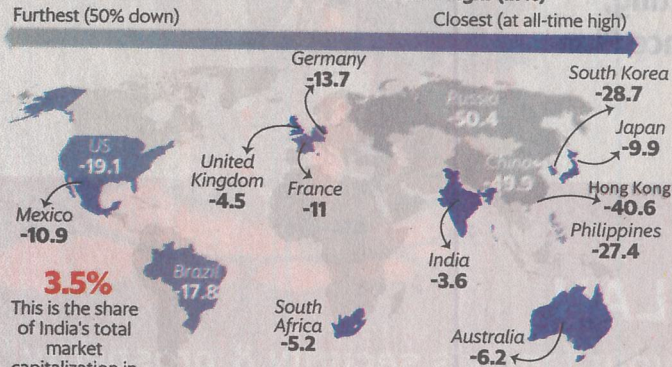 Furthest (50% down)
Closest (at all-time high)
Germany
-13.7
South Korea
-28.7
Russia
-50.4
Japan
-9.9
US
-19.1
United
Kingdom
-4.5
France
-11
China
Hong Kong
-40.6
Mexico
-10.9
Philippines
-27.4
India
-3.6
Brazil
-17.8
3.5%
This is the share
of India's total
market
capitalization in
South
Africa
-5.2
Australia
-6.2